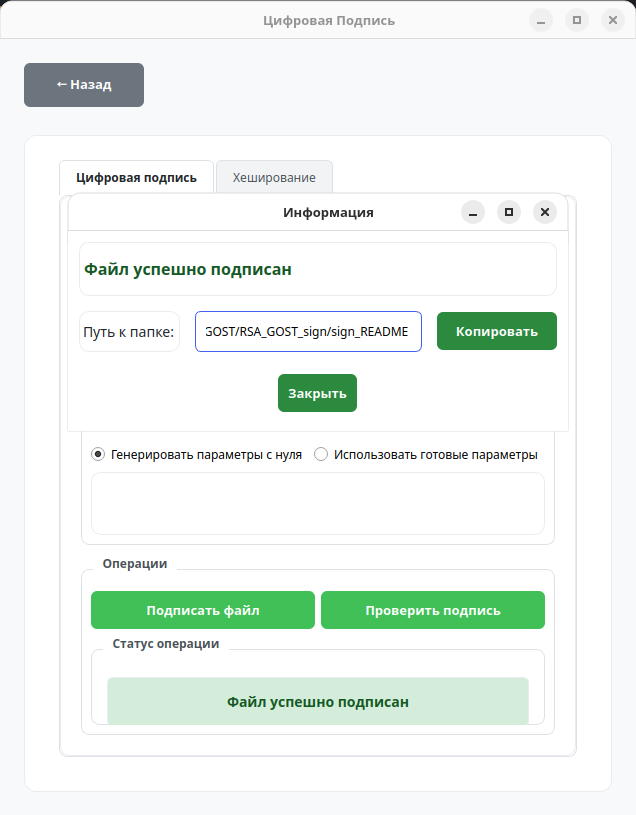 Цифровая Подпись
← Назад
Цифровая подпись
Хеширование
Информация
Файл успешно подписан
Путь к папке:
GOST/RSA_GOST_sign/sign_README
Копировать
Закрыть
Генерировать параметры с нуля
Использовать готовые параметры
Операции
Подписать файл
Проверить подпись
Статус операции
Файл успешно подписан